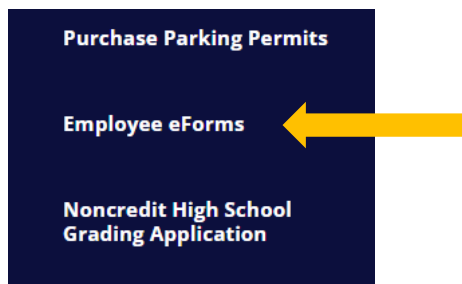 Purchase Parking Permits
Employee eForms
Noncredit High School
Grading Application